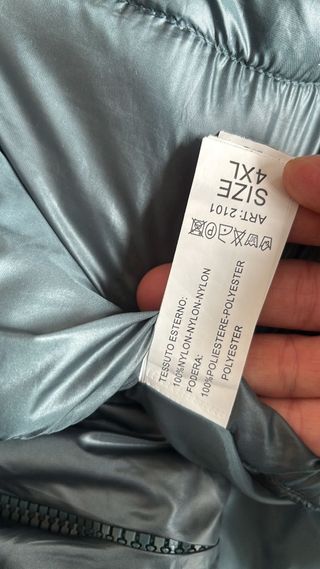 SIZE
4XL
ART:2101
TESSUTO ESTERNO:
100%NYLON-NYLON-NYLON
FODERA:
100%POLIESTERE-POLYESTER
POLYESTER